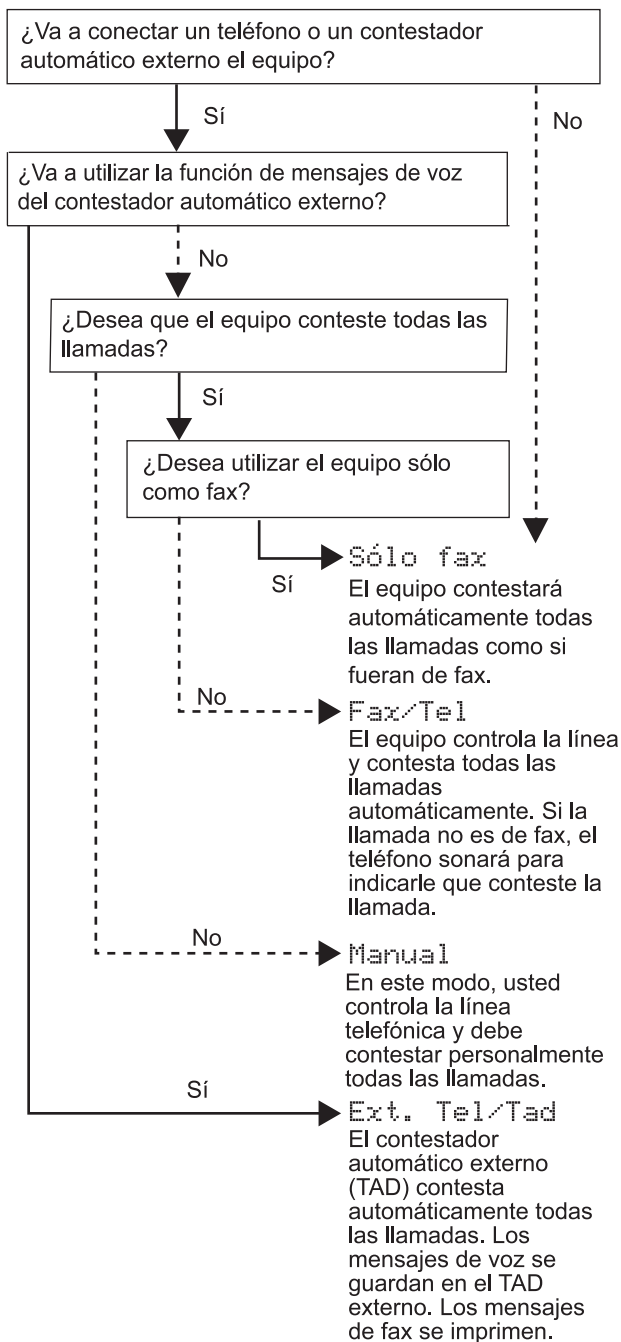 ¿Va a conectar un teléfono o un contestador
automático externo el equipo?
Sí
No
¿Va a utilizar la función de mensajes de voz
del contestador automático externo?
No
¿Desea que el equipo conteste todas las
llamadas?
Sí
¿Desea utilizar el equipo sólo
como fax?
Sí
Sólo fax
El equipo contestará
automáticamente todas
las llamadas como si
fueran de fax.
No
Fax/Tel
El equipo controla la línea
y contesta todas las
llamadas
automáticamente. Si la
llamada no es de fax, el
teléfono sonará para
indicarle que conteste la
llamada.
No
Manual
En este modo, usted
controla la línea
telefónica y debe
contestar personalmente
todas las llamadas.
Sí
Ext. Tel/Tad
El contestador
automático externo
(TAD) contesta
automáticamente todas
las llamadas. Los
mensajes de voz se
guardan en el TAD
externo. Los mensajes
de fax se imprimen.